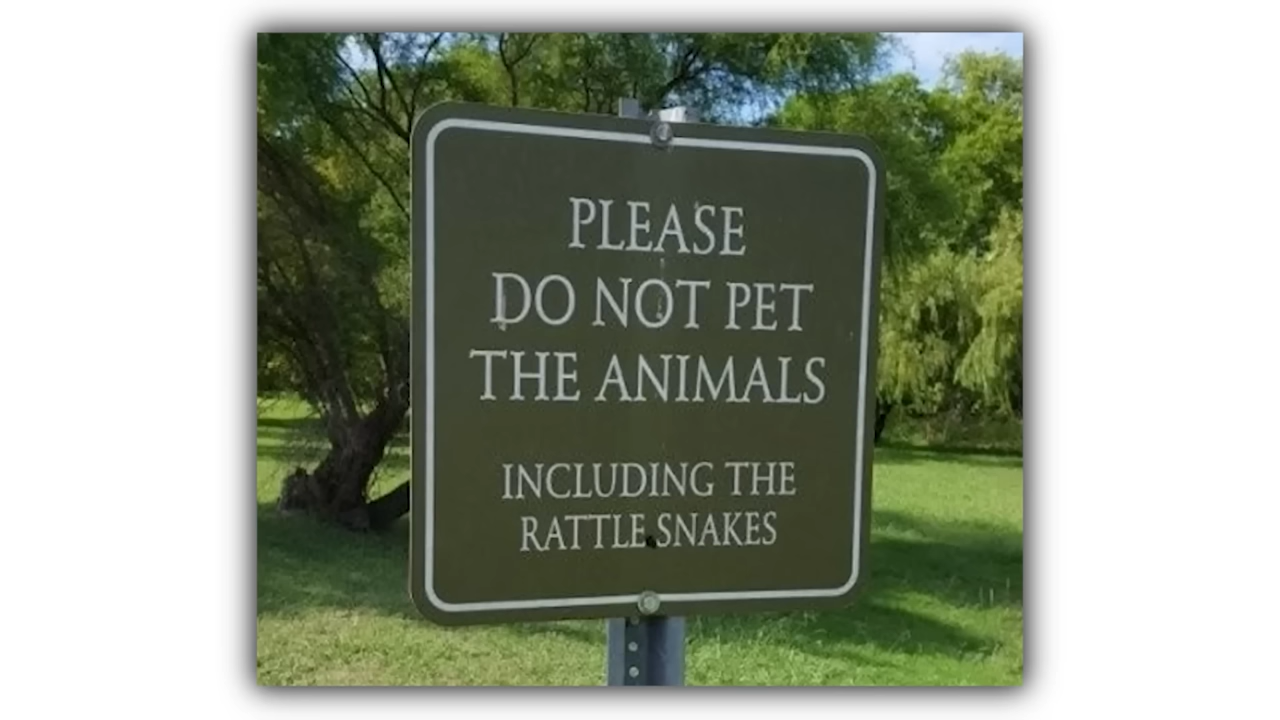 PLEASE
DO NOT PET
THE ANIMALS
INCLUDING THE
RATTLE SNAKES